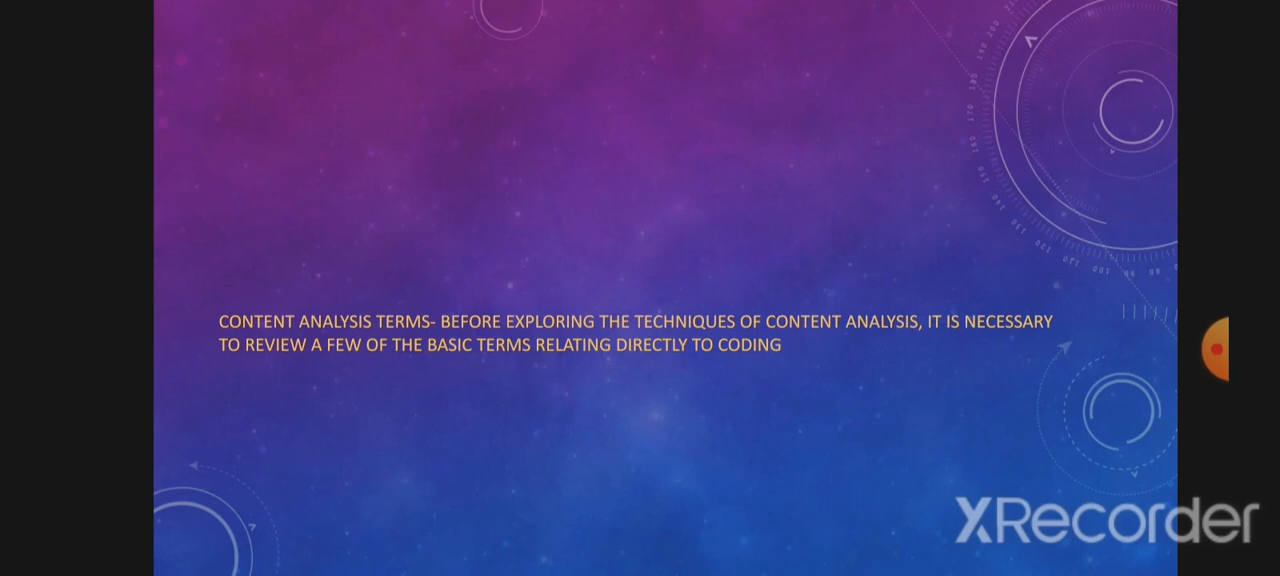 CONTENT ANALYSIS TERMS- BEFORE EXPLORING THE TECHNIQUES OF CONTENT ANALYSIS, IT IS NECESSARY
TO REVIEW A FEW OF THE BASIC TERMS RELATING DIRECTLY TO CODING
XRecorder